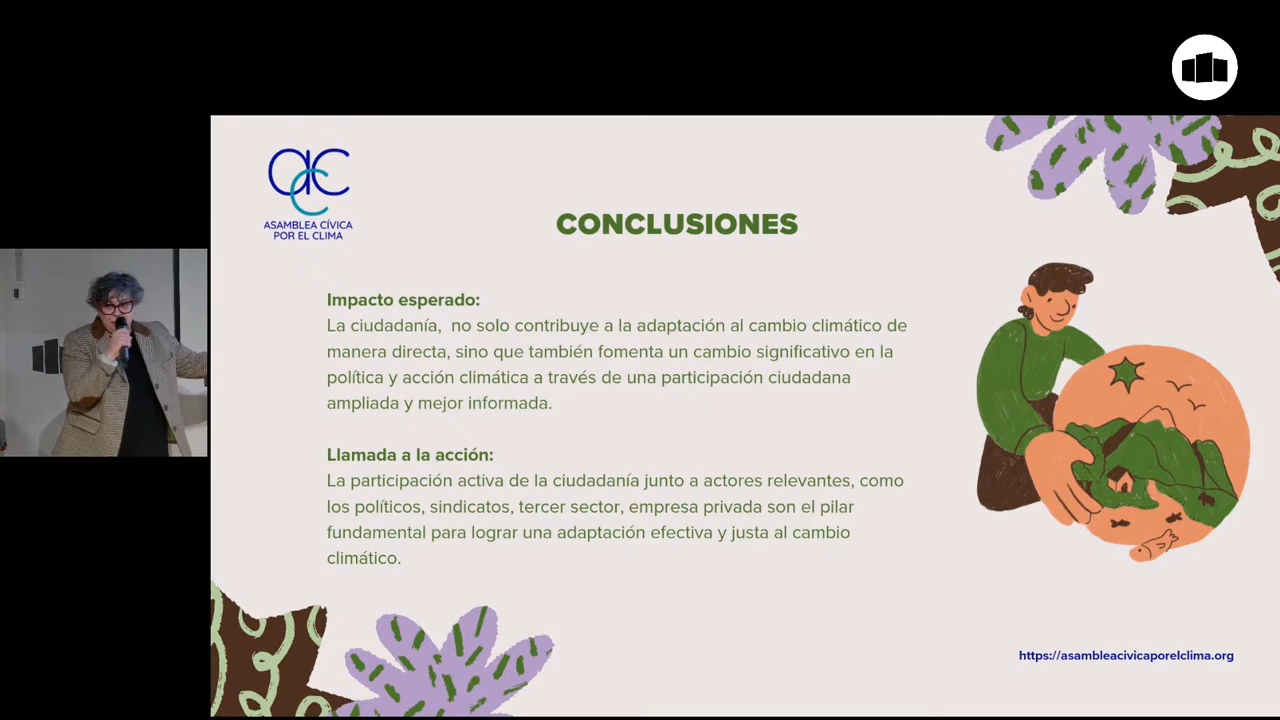 ASAMBLEA CÍVICA
POR EL CLIMA
CONCLUSIONES
Impacto esperado:
La ciudadanía,  no solo contribuye a la adaptación al cambio climático de
manera directa, sino que también fomenta un cambio significativo en la
política y acción climática a través de una participación ciudadana
ampliada y mejor informada.
Llamada a la acción:
La participación activa de la ciudadanía junto a actores relevantes, como
los políticos, sindicatos, tercer sector, empresa privada son el pilar
fundamental para lograr una adaptación efectiva y justa al cambio
climático.
https://asambleacivicaporelclima.org